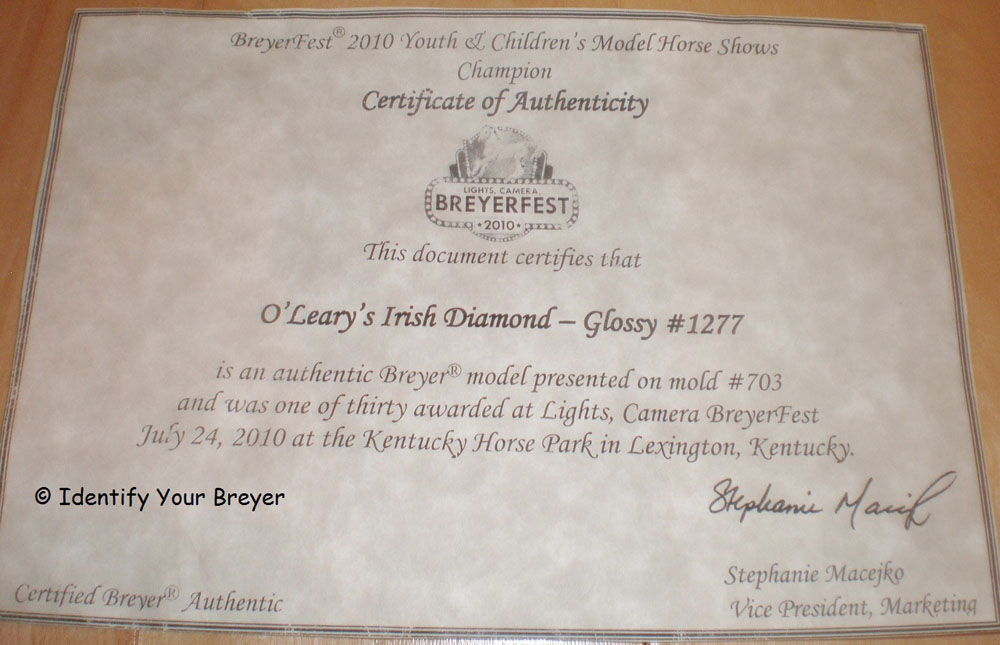 BreyerFest® 2010 Youth & Children's Model Horse Shows
Champion
Certificate of Authenticity
LIGHTS, CAMERA,
BREYERFEST
•2010•
This document certifies that
O'Leary's Irish Diamond – Glossy #1277
is an authentic Breyer® model presented on mold #703
and was one of thirty awarded at Lights, Camera BreyerFest
July 24, 2010 at the Kentucky Horse Park in Lexington, Kentucky.
© Identify Your Breyer
Stephanie Macejko
Stephanie Macejko
Vice President, Marketing
Certified Breyer® Authentic